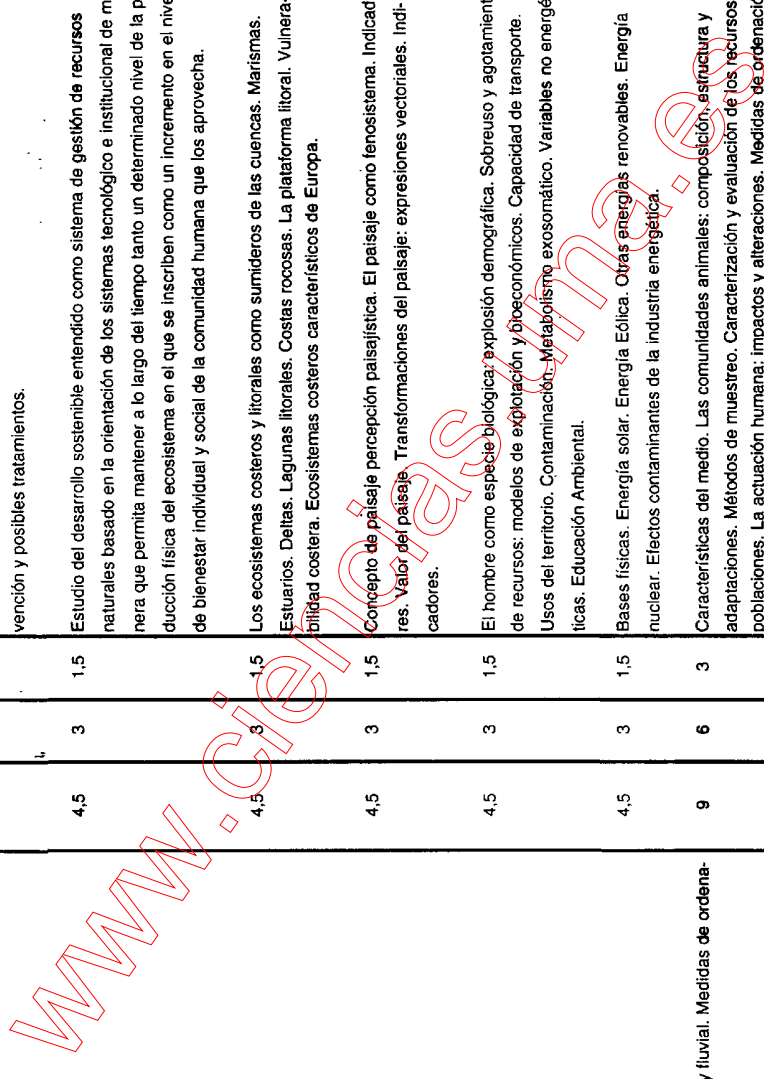 vención y posibles tratamientos.
4,5 3 1,5 Estudio del desarrollo sostenible entendido como sistema de gestión de recursos
naturales basado en la orientación de los sistemas tecnológico e institucional de m
nera que permita mantener a lo largo del tiempo tanto un determinado nivel de la p
ducción física del ecosistema en el que se inscriben como un incremento en el nive
de bienestar individual y social de la comunidad humana que los aprovecha.
4,5 3 1,5 Los ecosistemas costeros y litorales como sumideros de las cuencas. Marismas.
Estuarios. Deltas. Lagunas litorales. Costas rocosas. La plataforma litoral. Vulnera-
bilidad costera. Ecosistemas costeros característicos de Europa.
4,5 3 1,5 Concepto de paisaje percepción paisajística. El paisaje como fenosistema. Indicad
res. Valor del paisaje. Transformaciones del paisaje: expresiones vectoriales. Indi-
cadores.
4,5 3 1,5 El hombre como especie biológica: explosión demográfica. Sobreuso y agotamient
de recursos: modelos de explotación y bioeconómicos. Capacidad de transporte.
Usos del territorio. Contaminación. Metabolismo exosomático. Variables no energé
ticas. Educación Ambiental.
4,5 3 1,5 Bases físicas. Energía solar. Energía Eólica. Otras energías renovables. Energía
nuclear. Efectos contaminantes de la industria energética.
9 6 3 Características del medio. Las comunidades animales: composición, estructura y
y fluvial. Medidas de ordena- adaptaciones. Métodos de muestreo. Caracterización y evaluación de los recursos
poblaciones. La actuación humana: impactos y alteraciones. Medidas de ordenació
www.ciencias.uma.es